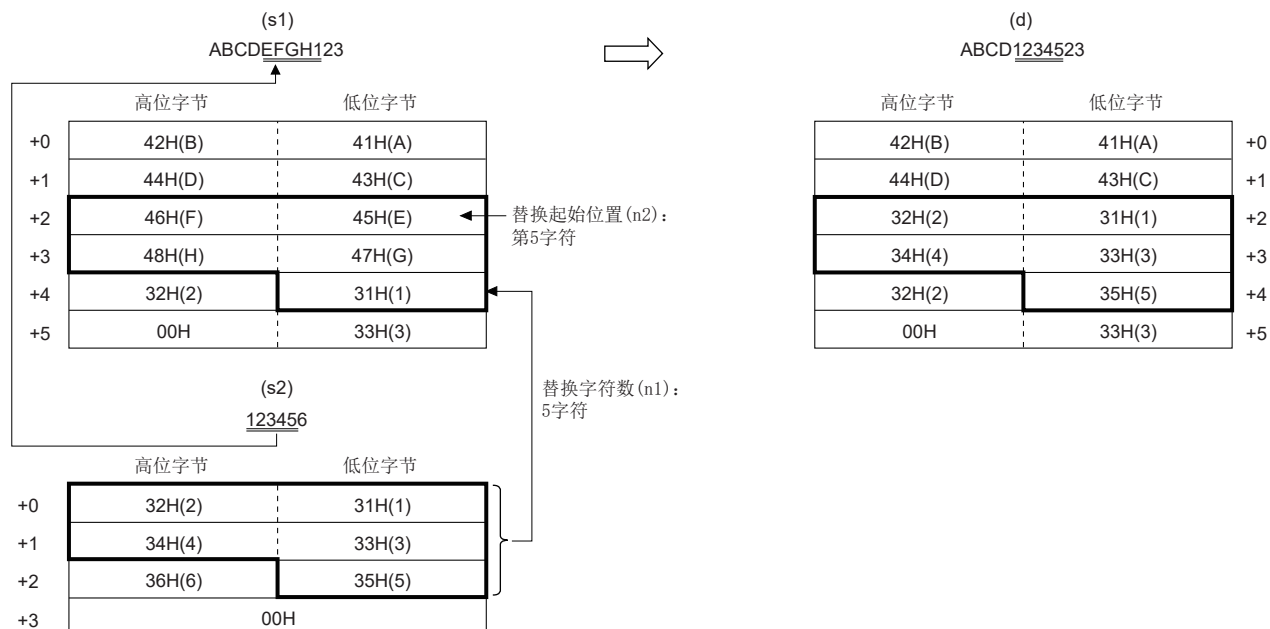 (s1)
ABCDEFGH123
高位字节 低位字节
+0 42H(B) 41H(A)
+1 44H(D) 43H(C)
+2 46H(F) 45H(E)
+3 48H(H) 47H(G)
+4 32H(2) 31H(1)
+5 00H 33H(3)
替换起始位置(n2):
第5字符
替换字符数(n1):
5字符
(s2)
123456
高位字节 低位字节
+0 32H(2) 31H(1)
+1 34H(4) 33H(3)
+2 36H(6) 35H(5)
+3 00H
(d)
ABCD1234523
高位字节 低位字节
42H(B) 41H(A) +0
44H(D) 43H(C) +1
32H(2) 31H(1) +2
34H(4) 33H(3) +3
32H(2) 35H(5) +4
00H 33H(3) +5